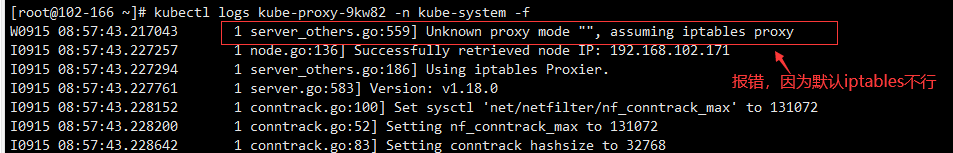 [root@102-166 ~]# kubectl logs kube-proxy-9kw82 -n kube-system -f
W0915 08:57:43.217043       1 server_others.go:559] Unknown proxy mode "", assuming iptables proxy
I0915 08:57:43.227257       1 node.go:136] Successfully retrieved node IP: 192.168.102.171
I0915 08:57:43.227294       1 server_others.go:186] Using iptables Proxier.
报错，因为默认iptables不行
I0915 08:57:43.227761       1 server.go:583] Version: v1.18.0
I0915 08:57:43.228152       1 conntrack.go:100] Set sysctl 'net/netfilter/nf_conntrack_max' to 131072
I0915 08:57:43.228200       1 conntrack.go:52] Setting nf_conntrack_max to 131072
I0915 08:57:43.228642       1 conntrack.go:83] Setting conntrack hashsize to 32768